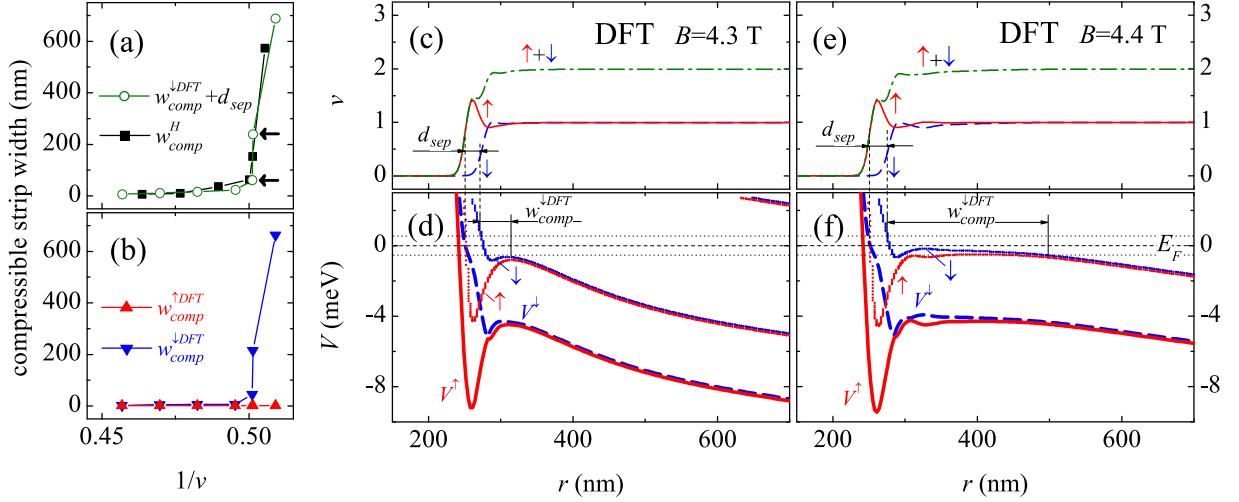 compressible strip width (nm)
600
400
200
0
(a)
w_comp^↓DFT + d_sep
w_comp^H
600
400
200
0
(b)
w_comp^↑DFT
w_comp^↓DFT
0.45
0.50
1/ν
(c)
DFT B=4.3 T
↑+↓
ν
2
1
0
↑
d_sep
↓
(d)
w_comp^↓DFT
V (meV)
0
-4
-8
↓
↑
V^↓
V^↑
200
400
600
r (nm)
(e)
DFT B=4.4 T
↑+↓
2
1
0
↑
d_sep
↓
(f)
w_comp^↓DFT
E_F
0
-4
-8
↓
↑
V^↓
V^↑
200
400
600
r (nm)